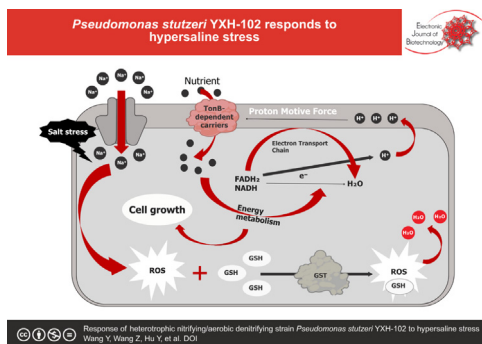 Pseudomonas stutzeri YXH-102 responds to
hypersaline stress
Electronic
Journal of
Biotechnology
Na⁺
Na⁺
Na⁺
Na⁺
Na⁺
Na⁺
Nutrient
TonB-
dependent
carriers
Proton Motive Force
H⁺
H⁺
H⁺
Salt stress
Na⁺
Na⁺
Na⁺
Electron Transport
Chain
H⁺
FADH₂
NADH
e⁻
H₂O
Cell growth
Energy
metabolism
H₂O
H₂O
H₂O
ROS
+
GSH
GSH
GSH
GST
ROS
GSH
cc
Response of heterotrophic nitrifying/aerobic denitrifying strain Pseudomonas stutzeri YXH-102 to hypersaline stress
Wang Y, Wang Z, Hu Y, et al. DOI